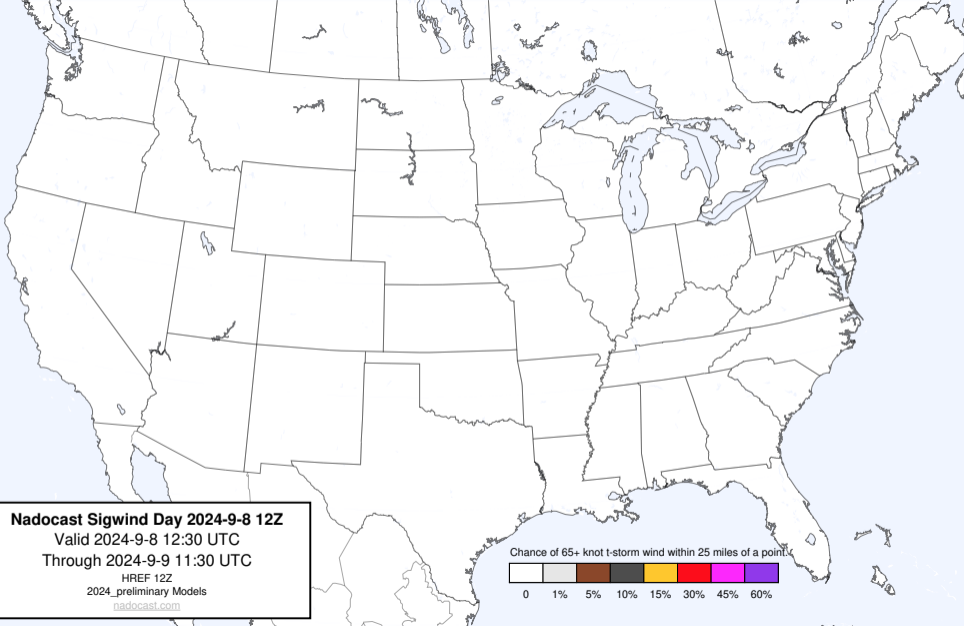 Nadocast Sigwind Day 2024-9-8 12Z
Valid 2024-9-8 12:30 UTC
Through 2024-9-9 11:30 UTC
HREF 12Z
2024_preliminary Models
nadocast.com
Chance of 65+ knot t-storm wind within 25 miles of a point.
0 1% 5% 10% 15% 30% 45% 60%